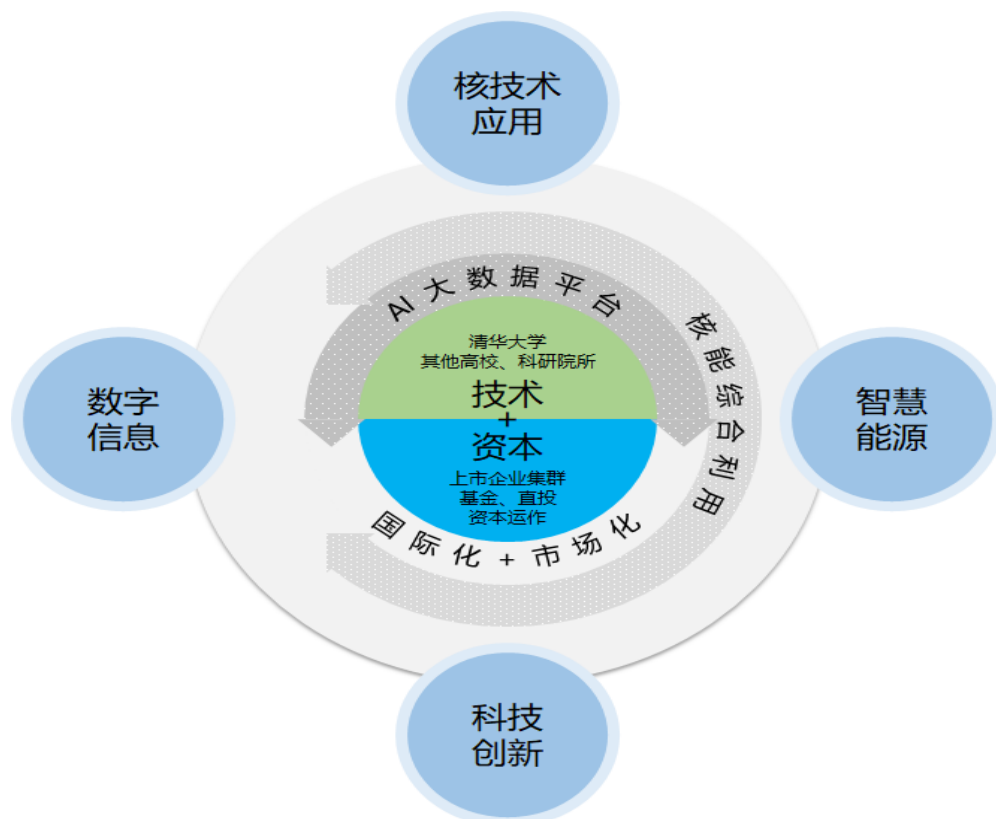 核技术
应用
AI大数据平台
核能综合利用
清华大学
其他高校、科研院所
技术
+
资本
上市企业集群
基金、直投
资本运作
国际化+市场化
数字
信息
智慧
能源
科技
创新